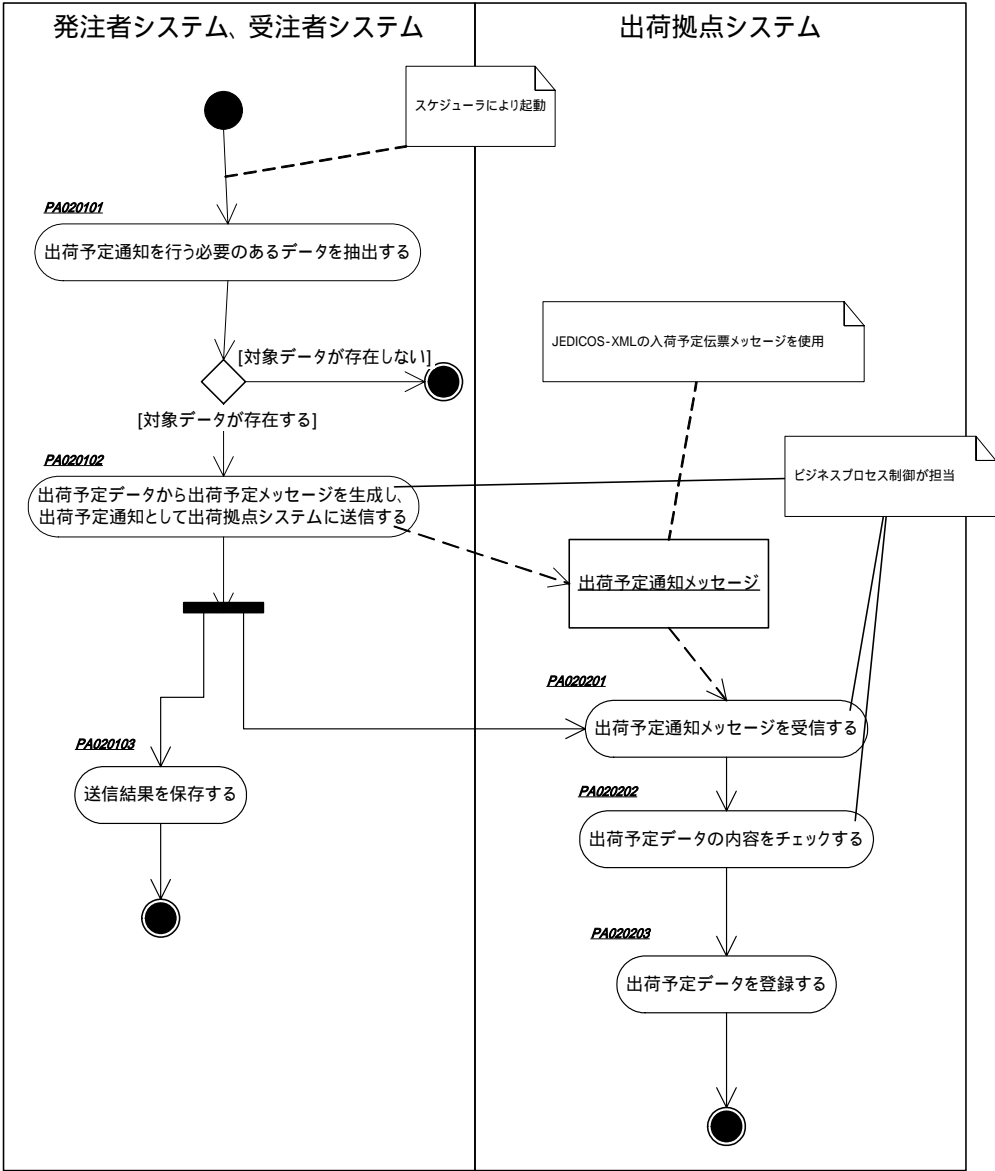 発注者システム、受注者システム
出荷拠点システム
スケジューラにより起動
PA020101
出荷予定通知を行う必要のあるデータを抽出する
JEDICOS-XMLの入荷予定伝票メッセージを使用
[対象データが存在しない]
[対象データが存在する]
PA020102
出荷予定データから出荷予定メッセージを生成し、
出荷予定通知として出荷拠点システムに送信する
ビジネスプロセス制御が担当
出荷予定通知メッセージ
PA020201
出荷予定通知メッセージを受信する
PA020103
送信結果を保存する
PA020202
出荷予定データの内容をチェックする
PA020203
出荷予定データを登録する